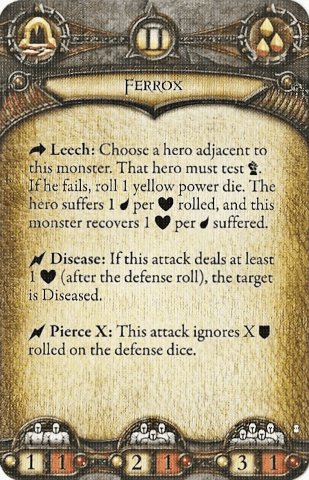 II
FERROX
Leech: Choose a hero adjacent to
this monster. That hero must test .
If he fails, roll 1 yellow power die. The
hero suffers 1 per rolled, and this
monster recovers 1 per suffered.
Disease: If this attack deals at least
1 (after the defense roll), the target
is Diseased.
Pierce X: This attack ignores X
rolled on the defense dice.
1 1 2 1 3 1